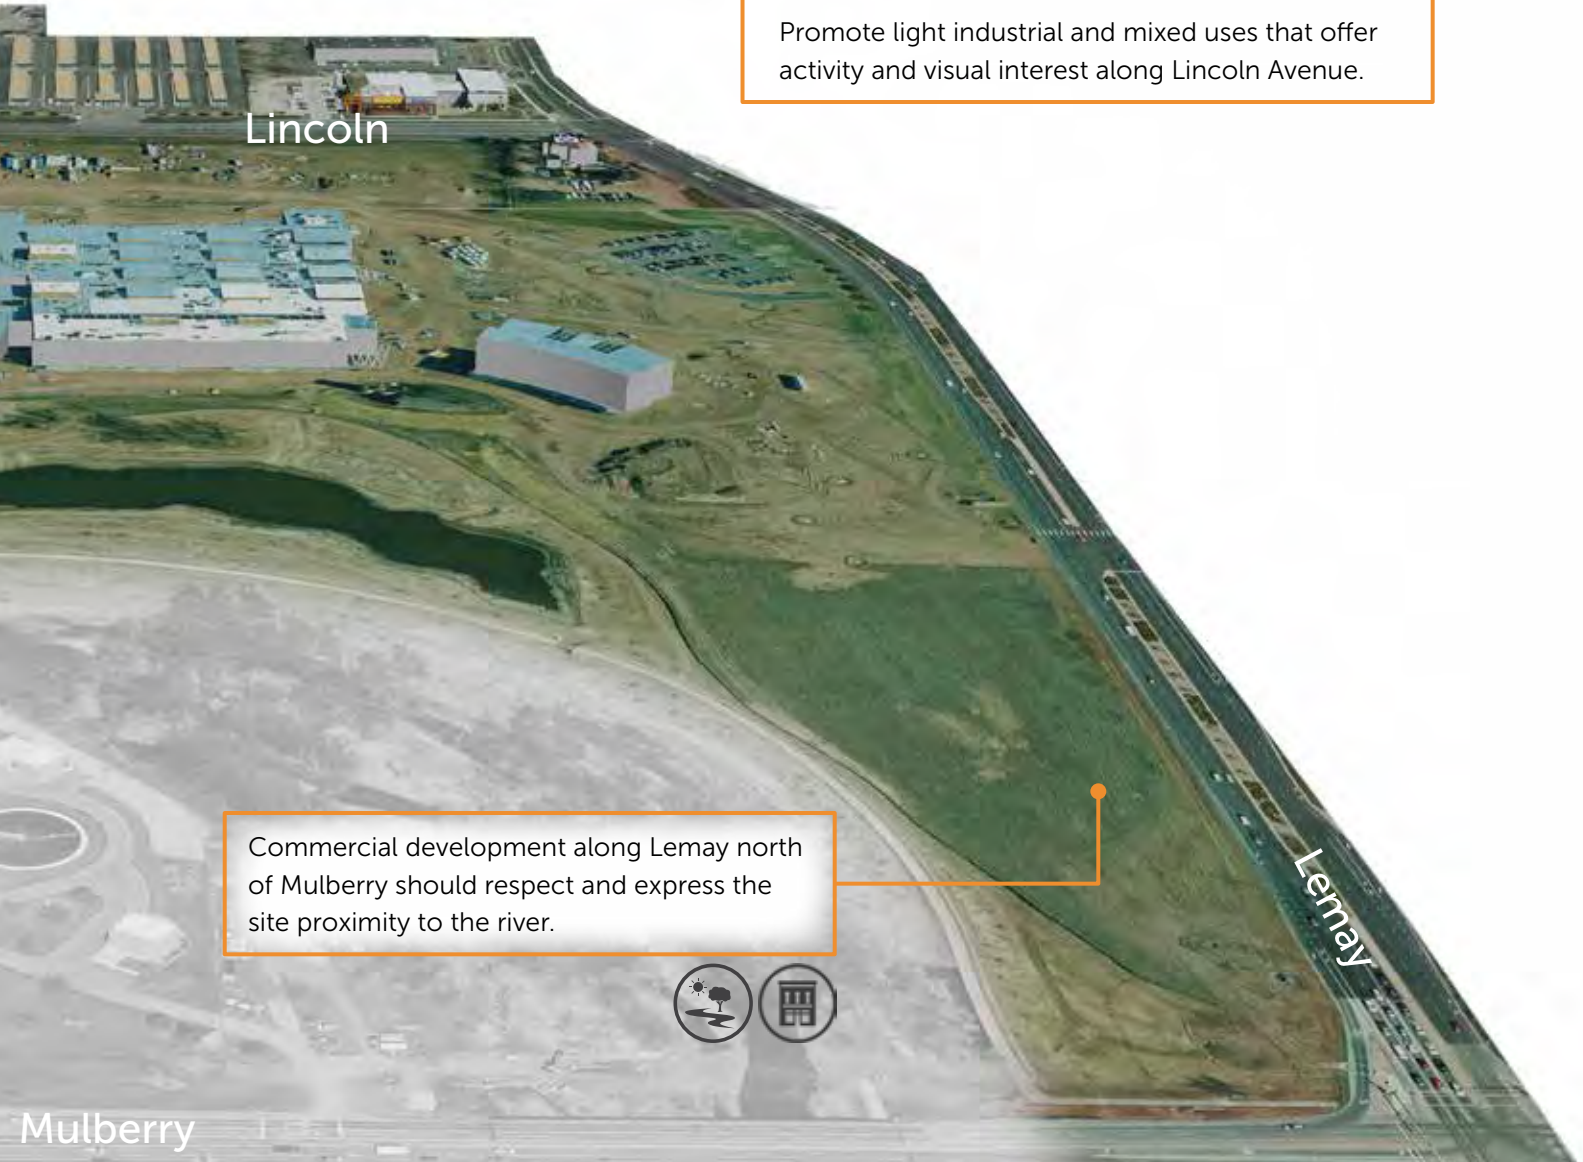 Promote light industrial and mixed uses that offer
activity and visual interest along Lincoln Avenue.
Lincoln
Commercial development along Lemay north
of Mulberry should respect and express the
site proximity to the river.
Lemay
Mulberry